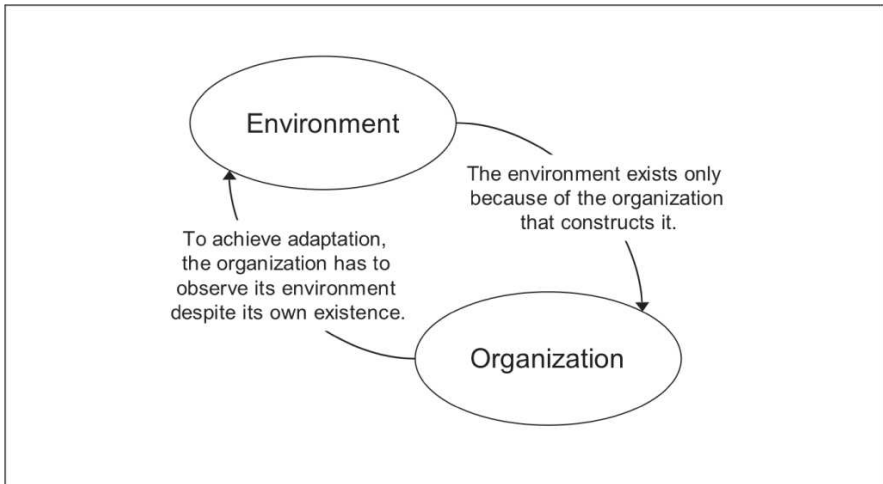 Environment
The environment exists only
because of the organization
that constructs it.
To achieve adaptation,
the organization has to
observe its environment
despite its own existence.
Organization